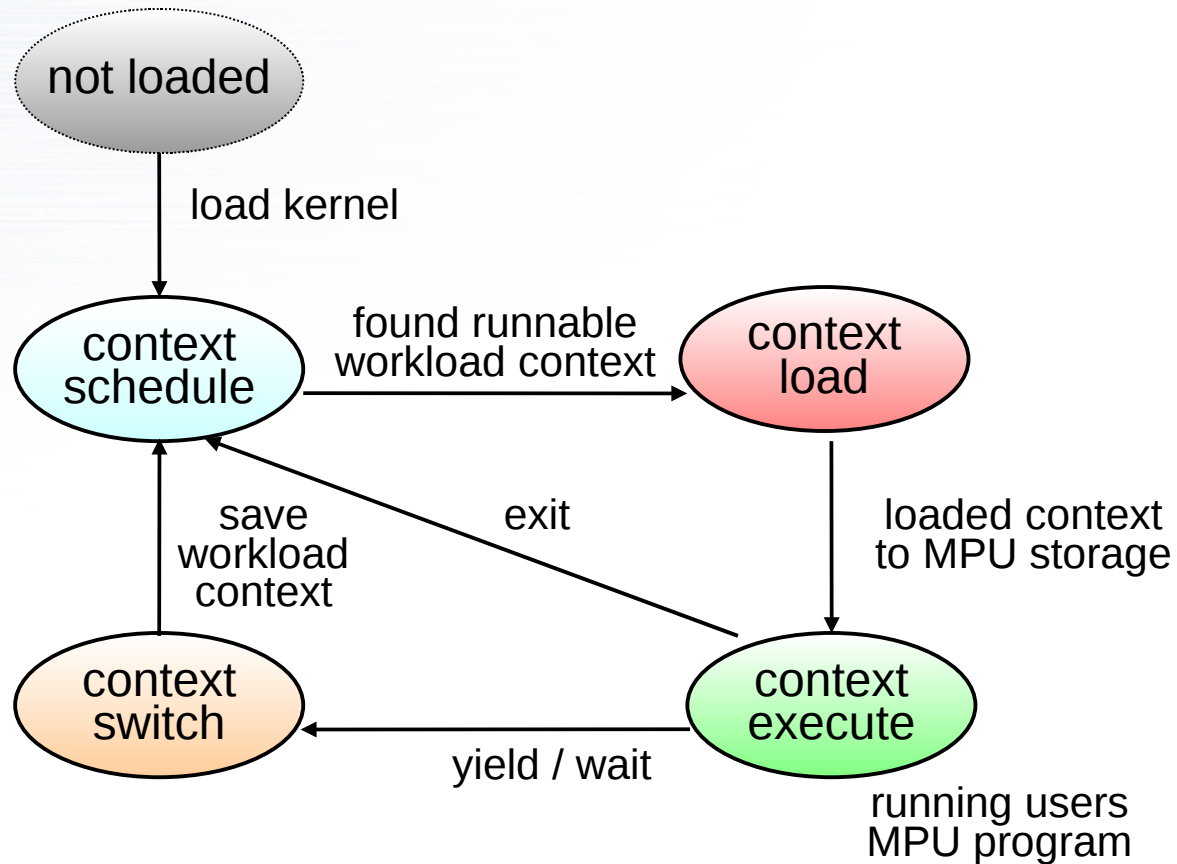 not loaded
load kernel
context
schedule
found runnable
workload context
context
load
save
workload
context
exit
loaded context
to MPU storage
context
switch
yield / wait
context
execute
running users
MPU program